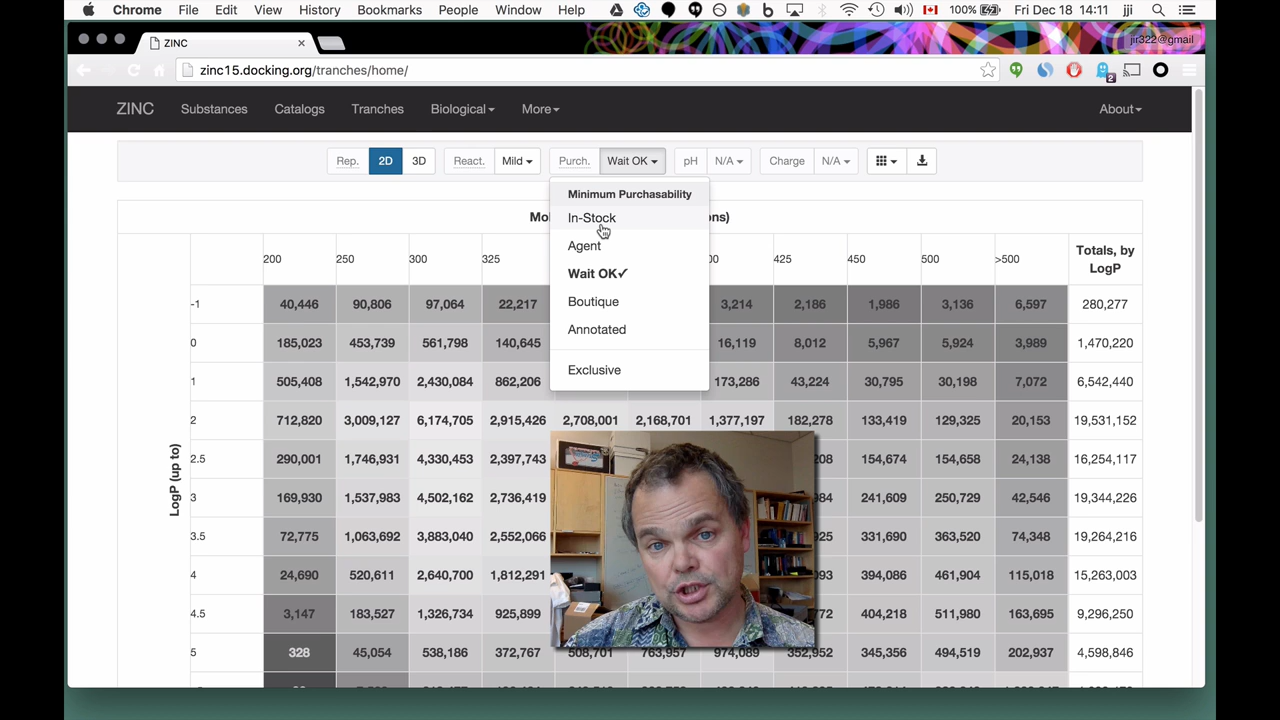 Chrome File Edit View History Bookmarks People Window Help 100% Fri Dec 18 14:11 jji
ZINC jir322@gmail
zinc15.docking.org/tranches/home/ 2
ZINC Substances Catalogs Tranches Biological More About
Rep. 2D 3D React. Mild Purch. Wait OK pH N/A Charge N/A
Minimum Purchasability
In-Stock
Agent
Wait OK✓
Boutique
Annotated
Exclusive
200 250 300 325 425 450 500 >500 Totals, by LogP
LogP (up to)
-1 40,446 90,806 97,064 22,217 3,214 2,186 1,986 3,136 6,597 280,277
0 185,023 453,739 561,798 140,645 16,119 8,012 5,967 5,924 3,989 1,470,220
1 505,408 1,542,970 2,430,084 862,206 173,286 43,224 30,795 30,198 7,072 6,542,440
2 712,820 3,009,127 6,174,705 2,915,426 2,708,001 2,168,701 1,377,197 182,278 133,419 129,325 20,153 19,531,152
2.5 290,001 1,746,931 4,330,453 2,397,743 154,674 154,658 24,138 16,254,117
3 169,930 1,537,983 4,502,162 2,736,419 241,609 250,729 42,546 19,344,226
3.5 72,775 1,063,692 3,883,040 2,552,066 331,690 363,520 74,348 19,264,216
4 24,690 520,611 2,640,700 1,812,291 394,086 461,904 115,018 15,263,003
4.5 3,147 183,527 1,326,734 925,899 404,218 511,980 163,695 9,296,250
5 328 45,054 538,186 372,767 508,701 763,957 974,089 352,952 345,356 494,519 202,937 4,598,846